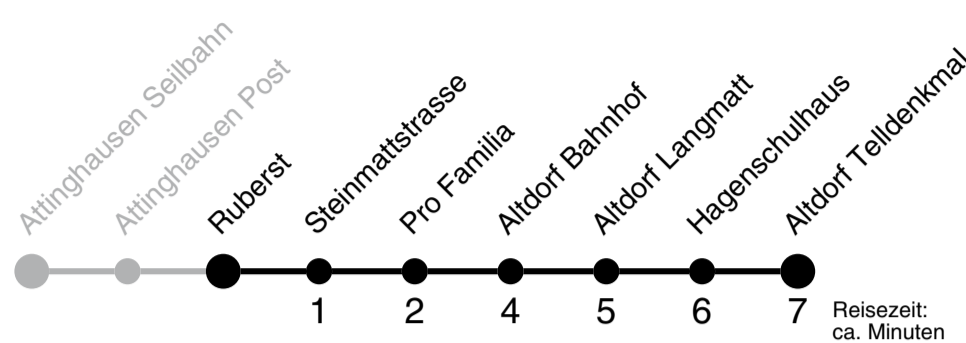 Attinghausen Seilbahn
Attinghausen Post
Ruberst
Steinmattstrasse
Pro Familia
Altdorf Bahnhof
Altdorf Langmatt
Hagenschulhaus
Altdorf Telldenkmal
1 2 4 5 6 7
Reisezeit:
ca. Minuten